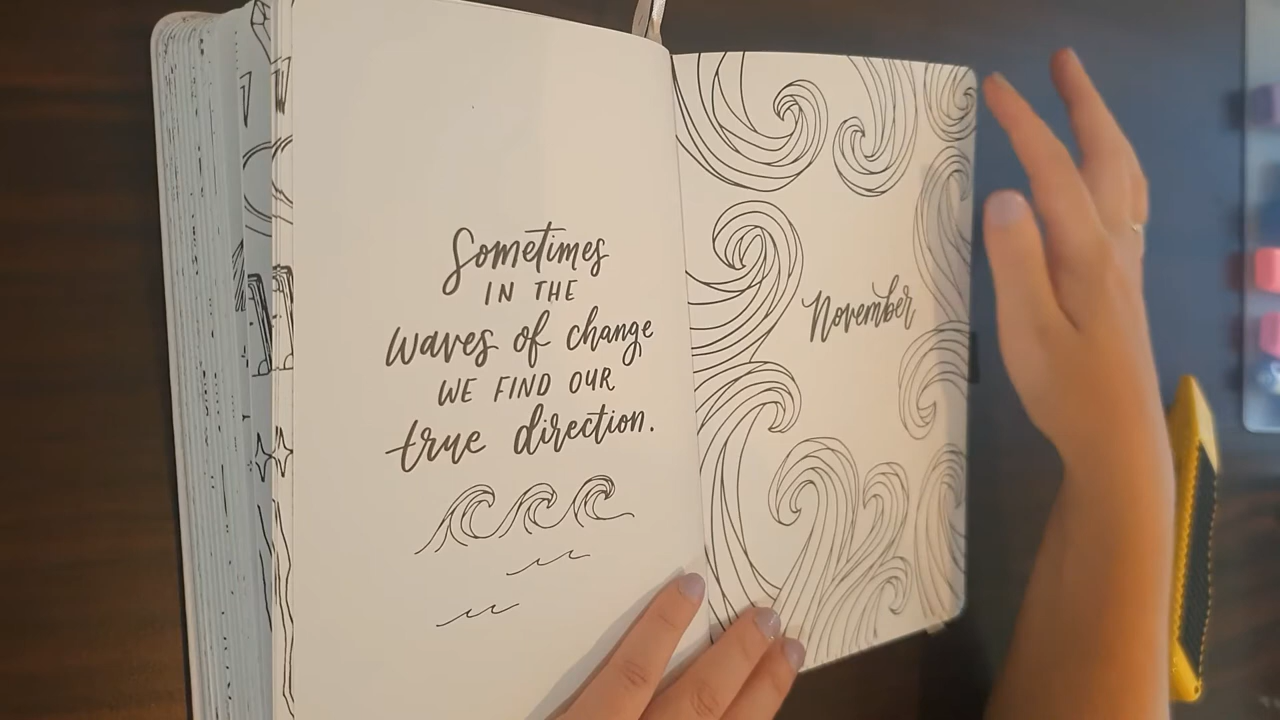 Sometimes
IN THE
waves of change
WE FIND OUR
true direction.
November